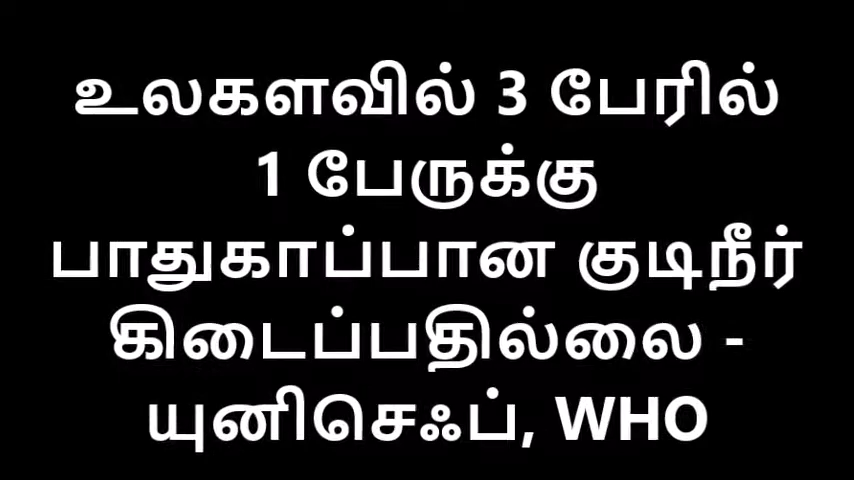 உலகளவில் 3 பேரில்
1 பேருக்கு
பாதுகாப்பான குடிநீர்
கிடைப்பதில்லை -
யுனிசெஃப், WHO